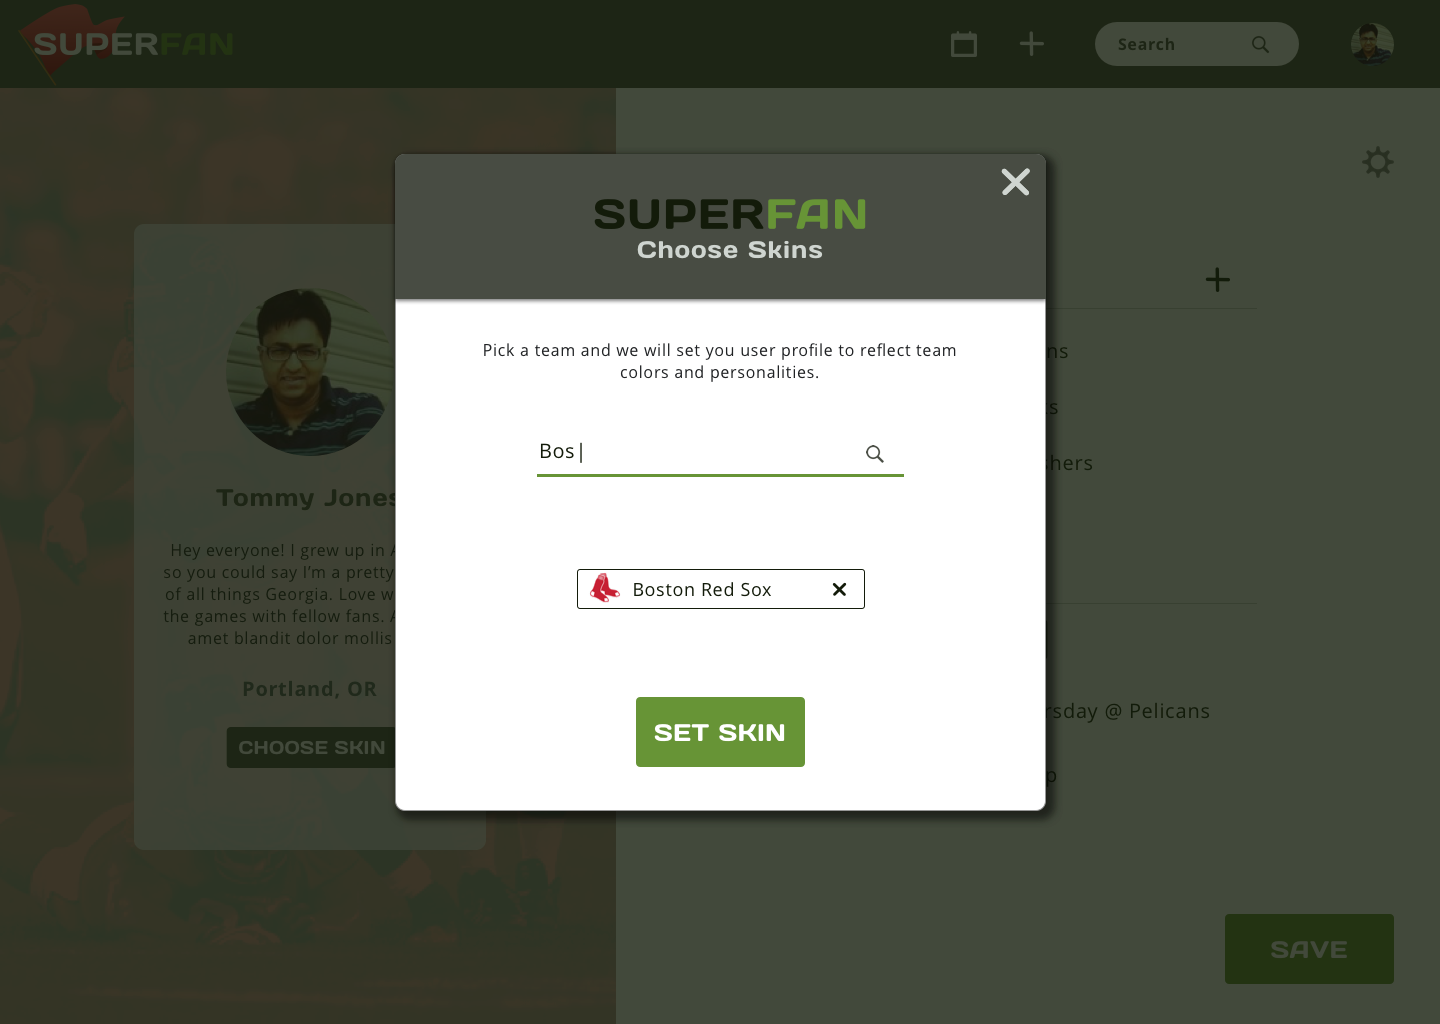 SUPERFAN
Search
SUPERFAN
Choose Skins
Pick a team and we will set you user profile to reflect team
colors and personalities.
Bos|
Boston Red Sox
SET SKIN
Tommy Jones
Hey everyone! I grew up in
so you could say I'm a pretty
of all things Georgia. Love
the games with fellow fans.
amet blandit dolor mollis
Portland, OR
CHOOSE SKIN
@ Pelicans
SAVE